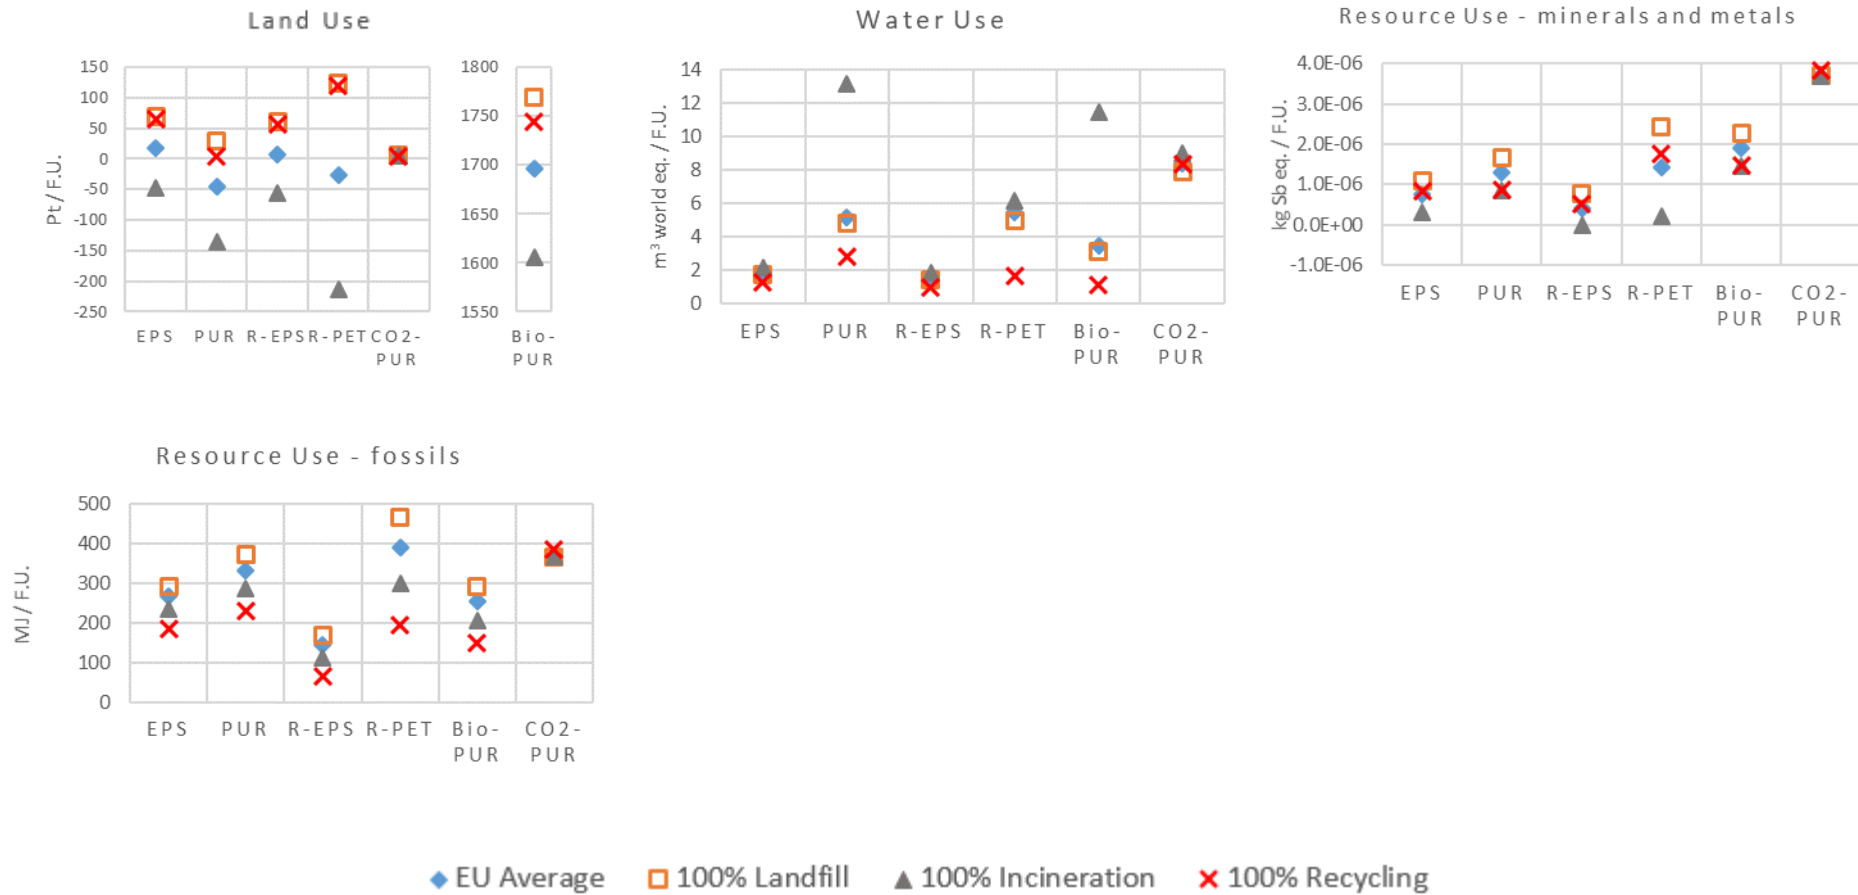 Land Use
Pt / F.U.
150
100
50
0
-50
-100
-150
-200
-250
EPS PUR R-EPS R-PET CO2-
PUR
1800
1750
1700
1650
1600
1550
Bio-
PUR
Water Use
m³ world eq. / F.U.
14
12
10
8
6
4
2
0
EPS PUR R-EPS R-PET Bio- CO2-
PUR PUR
Resource Use - minerals and metals
kg Sb eq. / F.U.
4.0E-06
3.0E-06
2.0E-06
1.0E-06
0.0E+00
-1.0E-06
EPS PUR R-EPS R-PET Bio- CO2-
PUR PUR
Resource Use - fossils
MJ / F.U.
500
400
300
200
100
0
EPS PUR R-EPS R-PET Bio- CO2-
PUR PUR
EU Average 100% Landfill 100% Incineration 100% Recycling